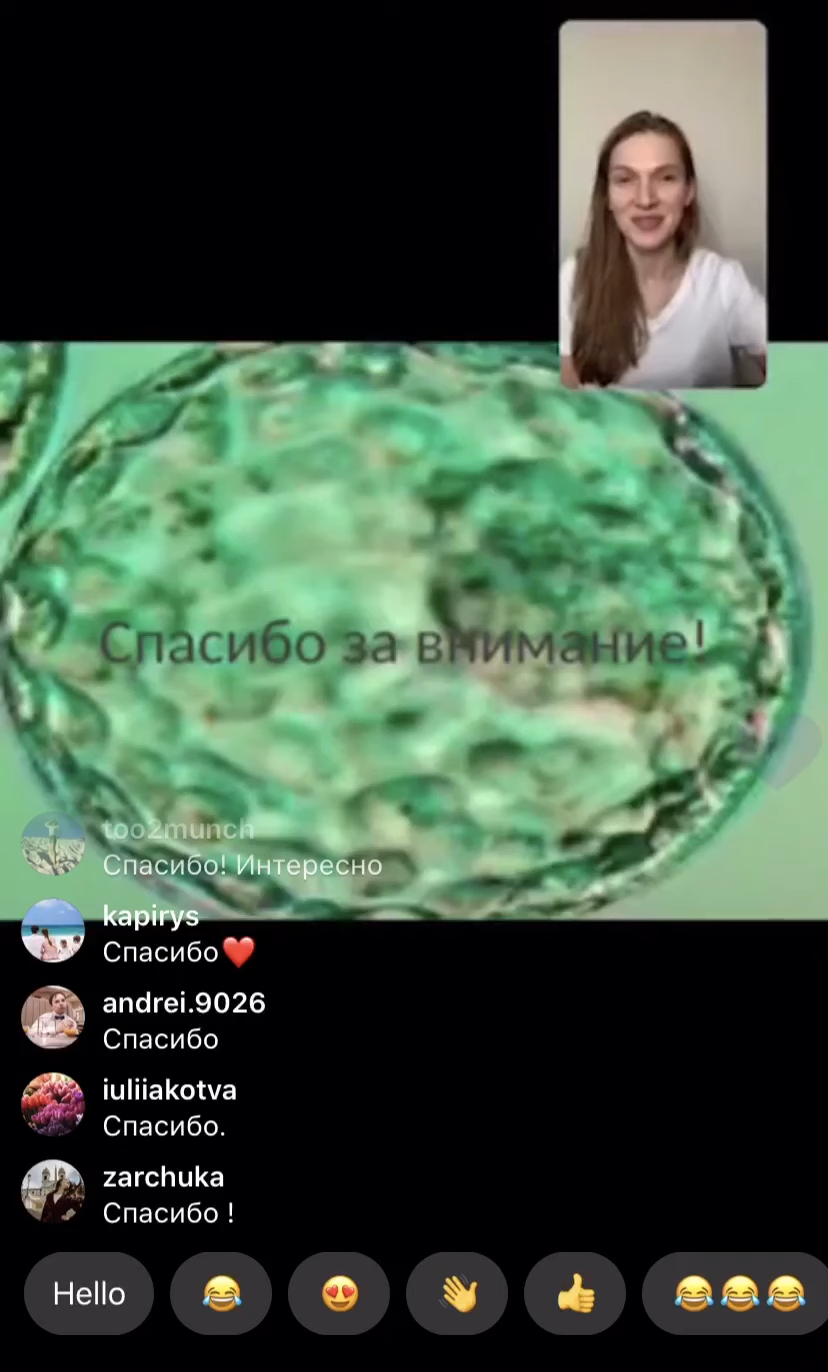 Спасибо за внимание!
too2munch
Спасибо! Интересно
kapirys
Спасибо❤️
andrei.9026
Спасибо
iuliiakotva
Спасибо.
zarchuka
Спасибо !
Hello